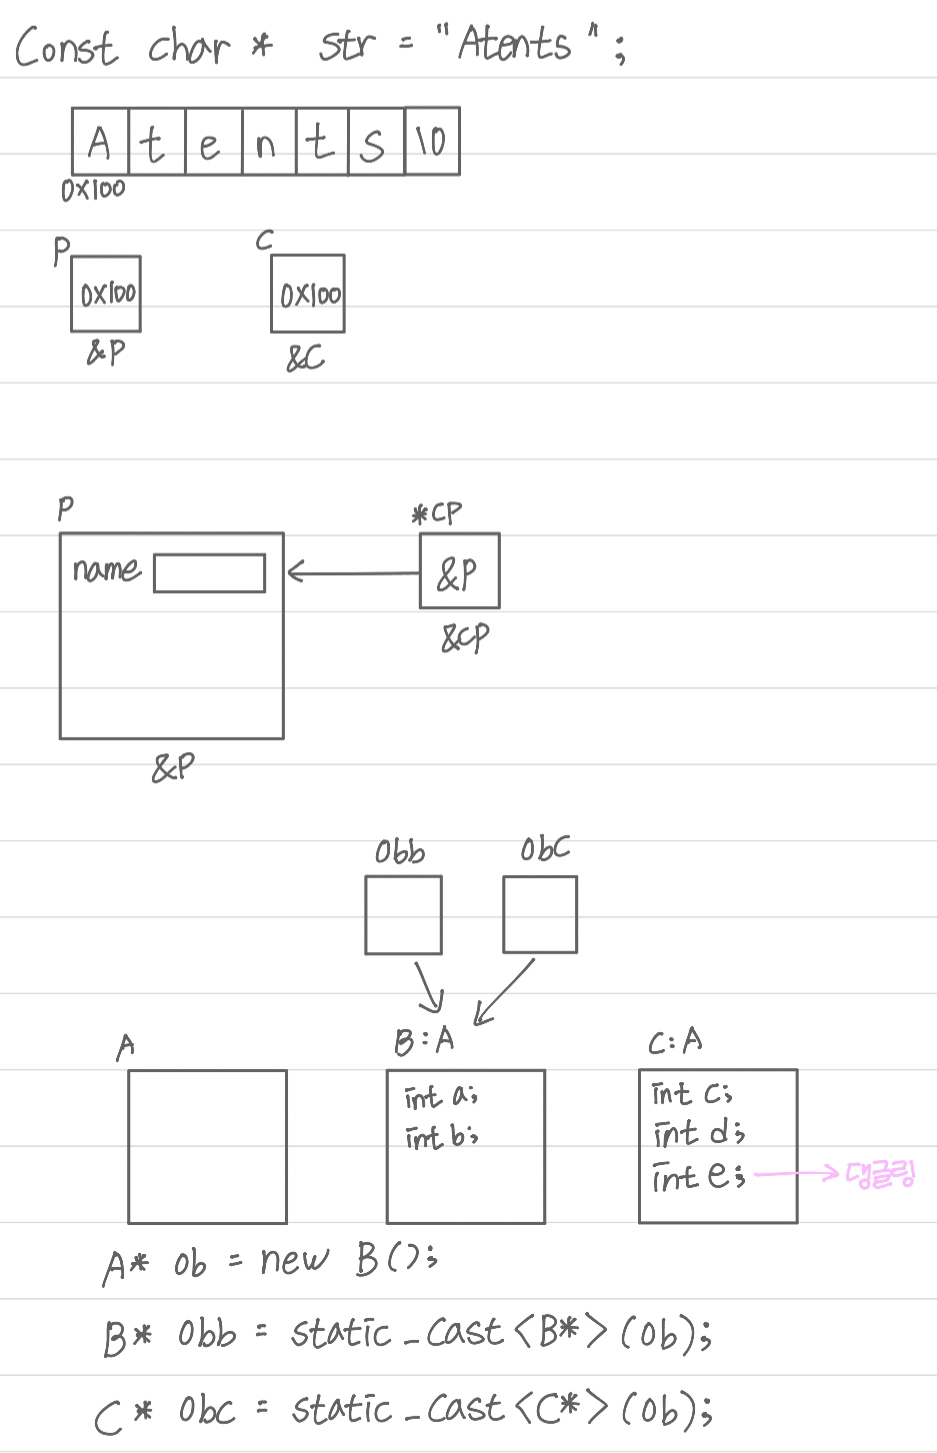 Const char * str = "Atents";
A t e n t s \0
0x100
P C
0x100 0x100
&P &C
P *CP
name &P
&CP
&P
obb obc
A B:A C:A
int a; int c;
int b; int d;
int e; 댕글링
A* ob = new B();
B* obb = static_cast<B*>(ob);
C* obc = static_cast<C*>(ob);